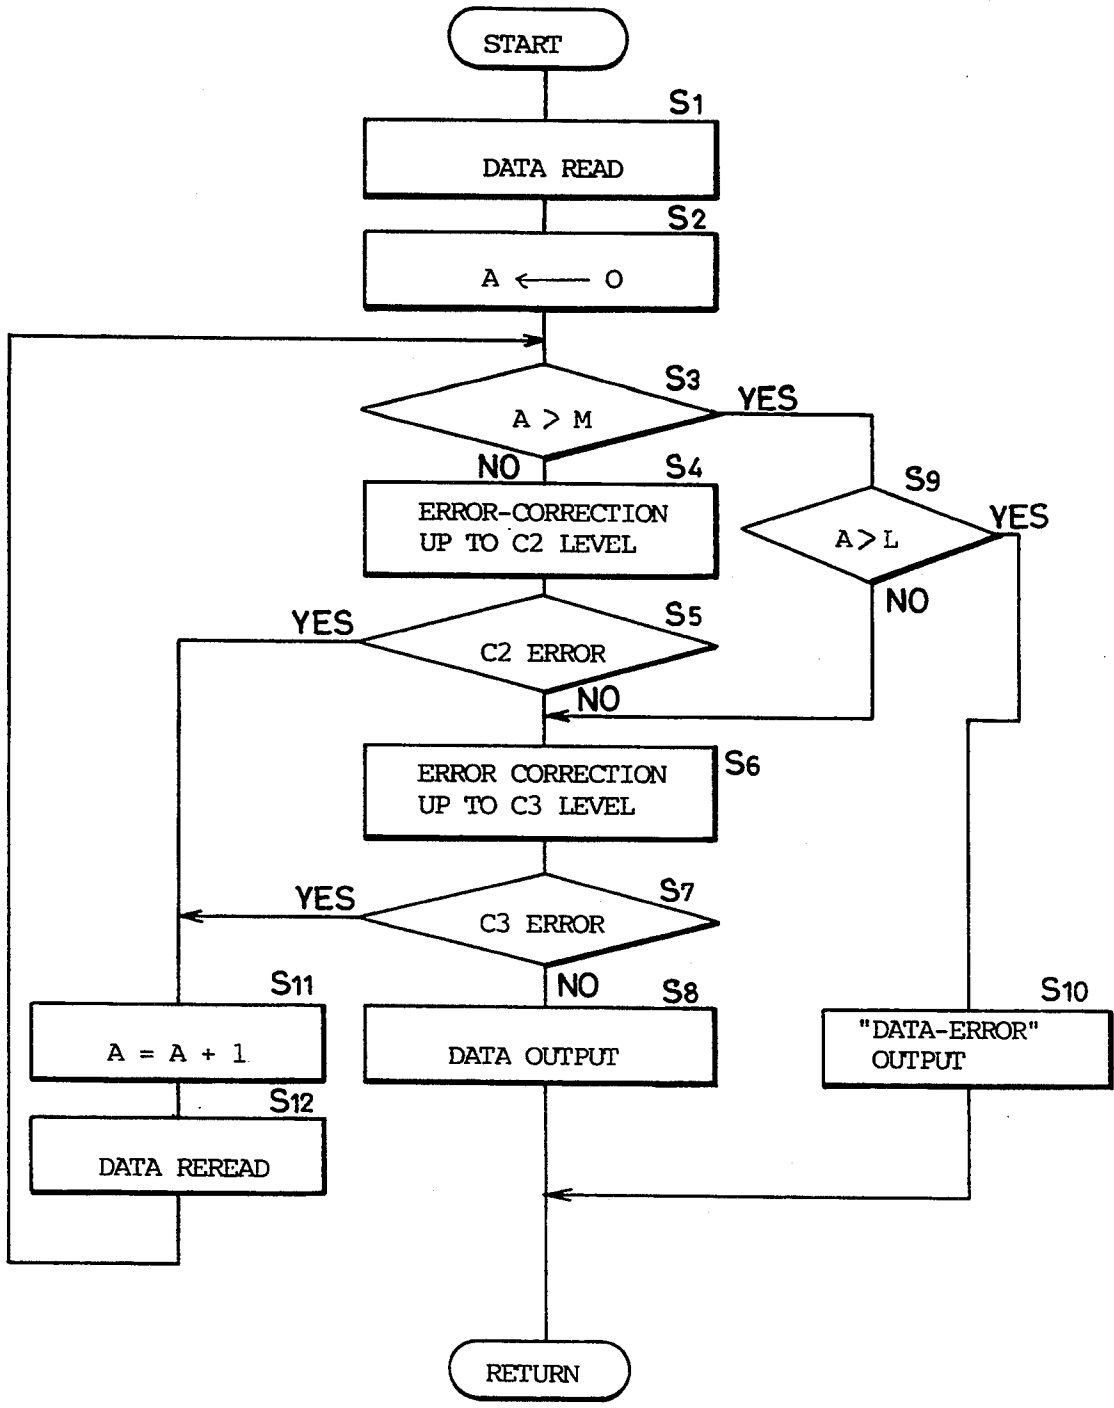 START
S1
DATA READ
S2
A ← O
S3
A > M
YES
NO
S4
ERROR-CORRECTION
UP TO C2 LEVEL
S9
A > L
YES
NO
S5
C2 ERROR
YES
NO
S6
ERROR CORRECTION
UP TO C3 LEVEL
S7
C3 ERROR
YES
NO
S8
DATA OUTPUT
S10
"DATA-ERROR"
OUTPUT
S11
A = A + 1
S12
DATA REREAD
RETURN